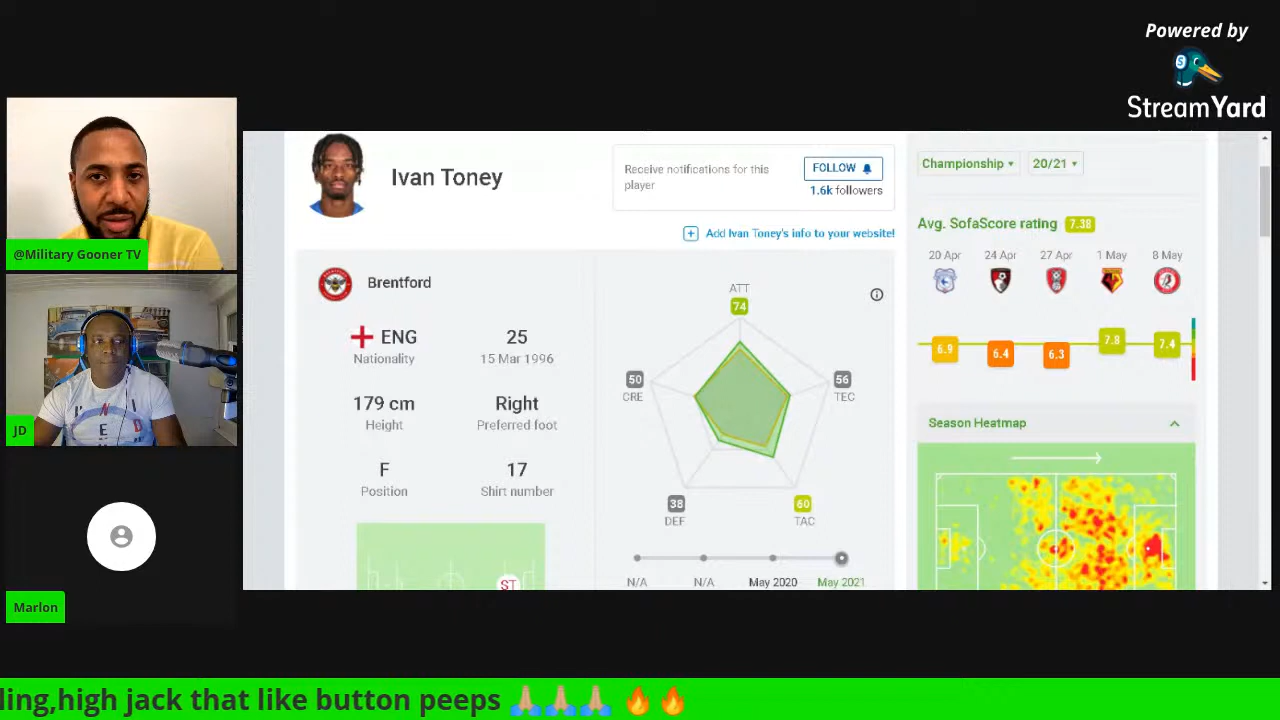 Powered by
StreamYard
@Military Gooner TV
JD
Marlon
Ivan Toney
Receive notifications for this
player
FOLLOW
1.6k followers
Add Ivan Toney's info to your website!
Brentford
ENG
Nationality
25
15 Mar 1996
179 cm
Height
Right
Preferred foot
F
Position
17
Shirt number
ST
ATT
74
50
CRE
56
TEC
38
DEF
60
TAC
N/A
N/A
May 2020
May 2021
Championship
20/21
Avg. SofaScore rating 7.38
20 Apr 24 Apr 27 Apr 1 May 8 May
6.9 6.4 6.3 7.8 7.4
Season Heatmap
ling,high jack that like button peeps 🙏🏽🙏🏽🙏🏽 🔥🔥